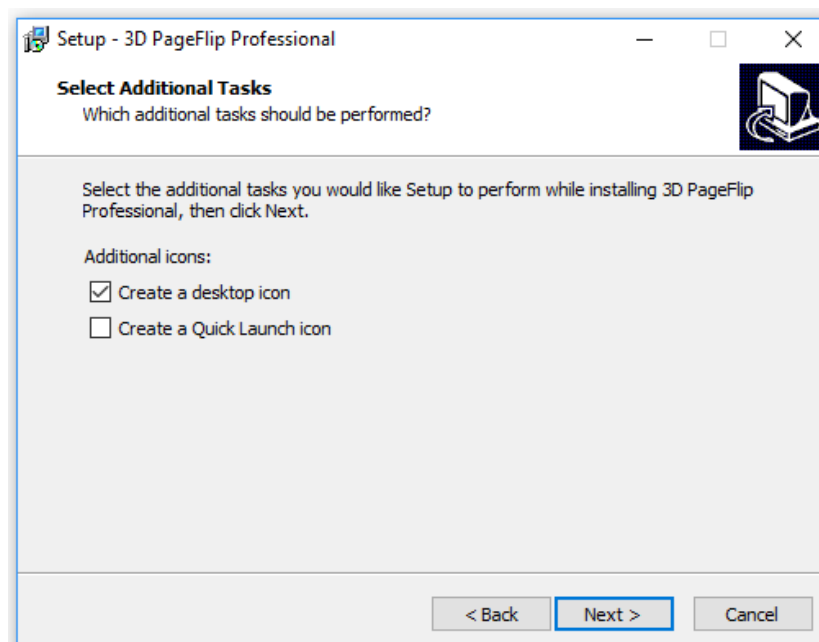 Setup - 3D PageFlip Professional
Select Additional Tasks
Which additional tasks should be performed?
Select the additional tasks you would like Setup to perform while installing 3D PageFlip
Professional, then click Next.
Additional icons:
Create a desktop icon
Create a Quick Launch icon
< Back Next > Cancel